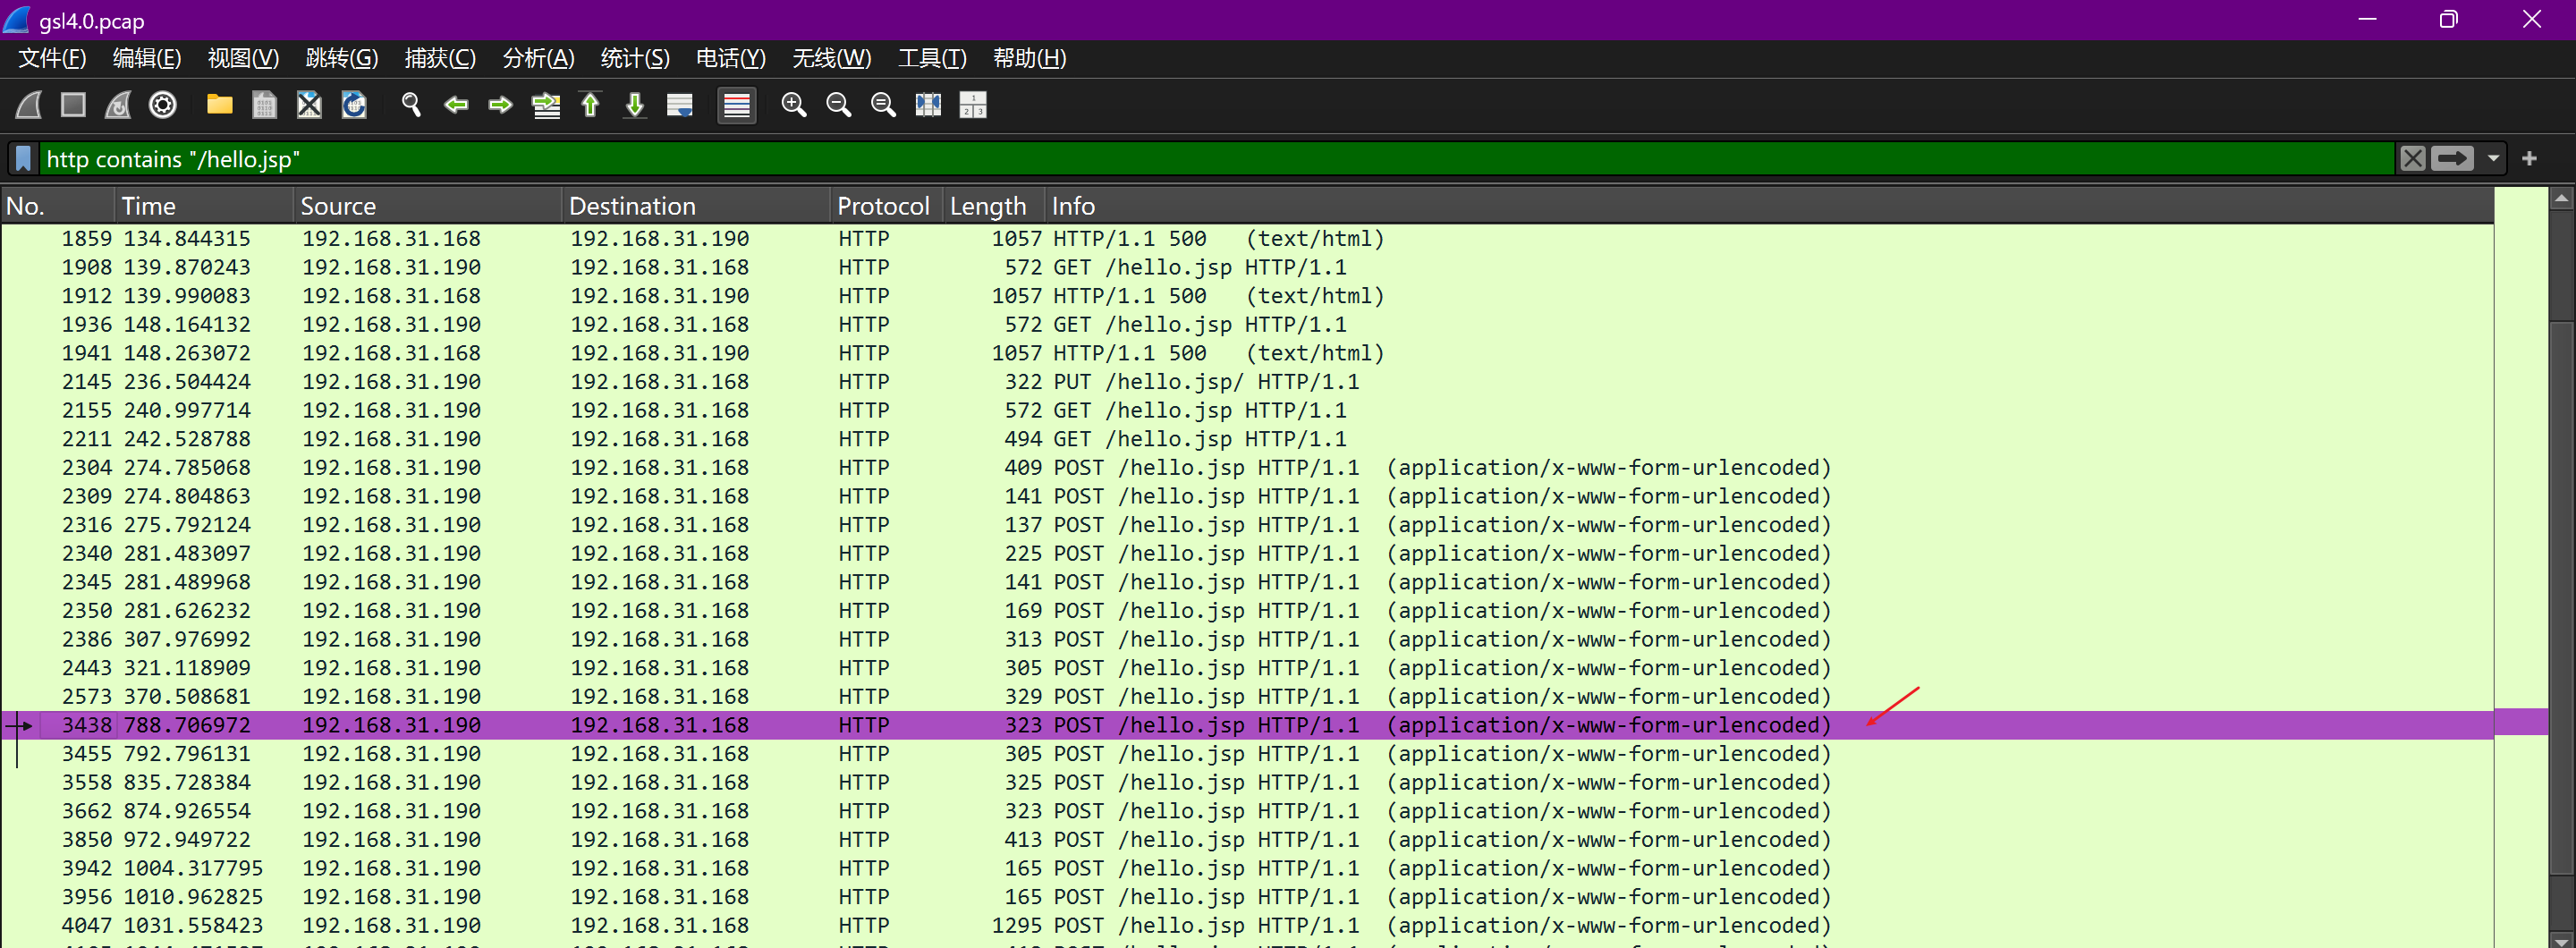 gsl4.0.pcap
文件(F) 编辑(E) 视图(V) 跳转(G) 捕获(C) 分析(A) 统计(S) 电话(Y) 无线(W) 工具(T) 帮助(H)
http contains "/hello.jsp"
No. Time Source Destination Protocol Length Info
1859 134.844315 192.168.31.168 192.168.31.190 HTTP 1057 HTTP/1.1 500 (text/html)
1908 139.870243 192.168.31.190 192.168.31.168 HTTP 572 GET /hello.jsp HTTP/1.1
1912 139.990083 192.168.31.168 192.168.31.190 HTTP 1057 HTTP/1.1 500 (text/html)
1936 148.164132 192.168.31.190 192.168.31.168 HTTP 572 GET /hello.jsp HTTP/1.1
1941 148.263072 192.168.31.168 192.168.31.190 HTTP 1057 HTTP/1.1 500 (text/html)
2145 236.504424 192.168.31.190 192.168.31.168 HTTP 322 PUT /hello.jsp/ HTTP/1.1
2155 240.997714 192.168.31.190 192.168.31.168 HTTP 572 GET /hello.jsp HTTP/1.1
2211 242.528788 192.168.31.190 192.168.31.168 HTTP 494 GET /hello.jsp HTTP/1.1
2304 274.785068 192.168.31.190 192.168.31.168 HTTP 409 POST /hello.jsp HTTP/1.1 (application/x-www-form-urlencoded)
2309 274.804863 192.168.31.190 192.168.31.168 HTTP 141 POST /hello.jsp HTTP/1.1 (application/x-www-form-urlencoded)
2316 275.792124 192.168.31.190 192.168.31.168 HTTP 137 POST /hello.jsp HTTP/1.1 (application/x-www-form-urlencoded)
2340 281.483097 192.168.31.190 192.168.31.168 HTTP 225 POST /hello.jsp HTTP/1.1 (application/x-www-form-urlencoded)
2345 281.489968 192.168.31.190 192.168.31.168 HTTP 141 POST /hello.jsp HTTP/1.1 (application/x-www-form-urlencoded)
2350 281.626232 192.168.31.190 192.168.31.168 HTTP 169 POST /hello.jsp HTTP/1.1 (application/x-www-form-urlencoded)
2386 307.976992 192.168.31.190 192.168.31.168 HTTP 313 POST /hello.jsp HTTP/1.1 (application/x-www-form-urlencoded)
2443 321.118909 192.168.31.190 192.168.31.168 HTTP 305 POST /hello.jsp HTTP/1.1 (application/x-www-form-urlencoded)
2573 370.508681 192.168.31.190 192.168.31.168 HTTP 329 POST /hello.jsp HTTP/1.1 (application/x-www-form-urlencoded)
3438 788.706972 192.168.31.190 192.168.31.168 HTTP 323 POST /hello.jsp HTTP/1.1 (application/x-www-form-urlencoded)
3455 792.796131 192.168.31.190 192.168.31.168 HTTP 305 POST /hello.jsp HTTP/1.1 (application/x-www-form-urlencoded)
3558 835.728384 192.168.31.190 192.168.31.168 HTTP 325 POST /hello.jsp HTTP/1.1 (application/x-www-form-urlencoded)
3662 874.926554 192.168.31.190 192.168.31.168 HTTP 323 POST /hello.jsp HTTP/1.1 (application/x-www-form-urlencoded)
3850 972.949722 192.168.31.190 192.168.31.168 HTTP 413 POST /hello.jsp HTTP/1.1 (application/x-www-form-urlencoded)
3942 1004.317795 192.168.31.190 192.168.31.168 HTTP 165 POST /hello.jsp HTTP/1.1 (application/x-www-form-urlencoded)
3956 1010.962825 192.168.31.190 192.168.31.168 HTTP 165 POST /hello.jsp HTTP/1.1 (application/x-www-form-urlencoded)
4047 1031.558423 192.168.31.190 192.168.31.168 HTTP 1295 POST /hello.jsp HTTP/1.1 (application/x-www-form-urlencoded)